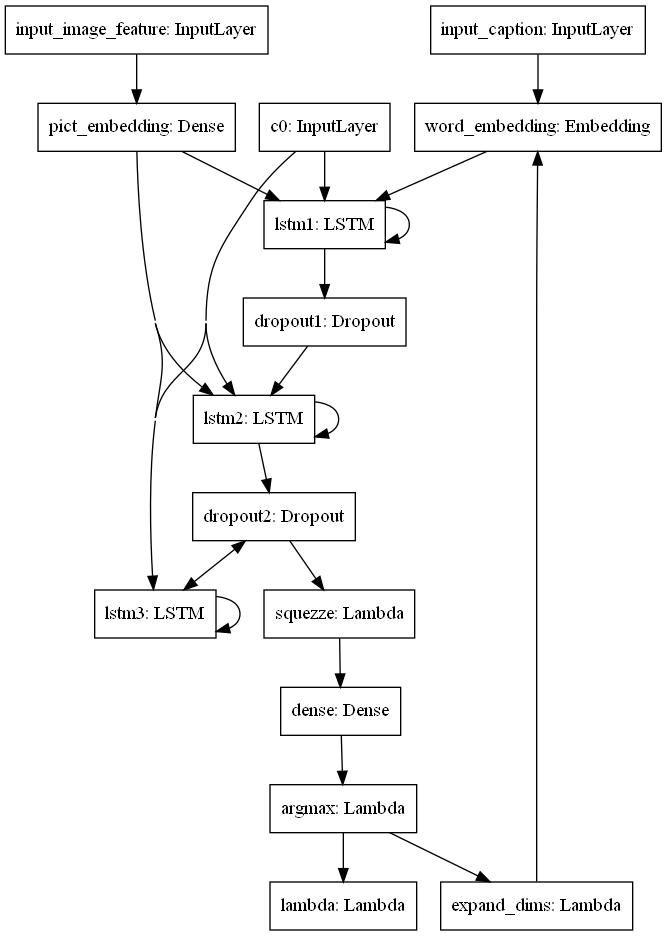 input_image_feature: InputLayer
input_caption: InputLayer
pict_embedding: Dense
c0: InputLayer
word_embedding: Embedding
lstm1: LSTM
dropout1: Dropout
lstm2: LSTM
dropout2: Dropout
lstm3: LSTM
squezze: Lambda
dense: Dense
argmax: Lambda
lambda: Lambda
expand_dims: Lambda